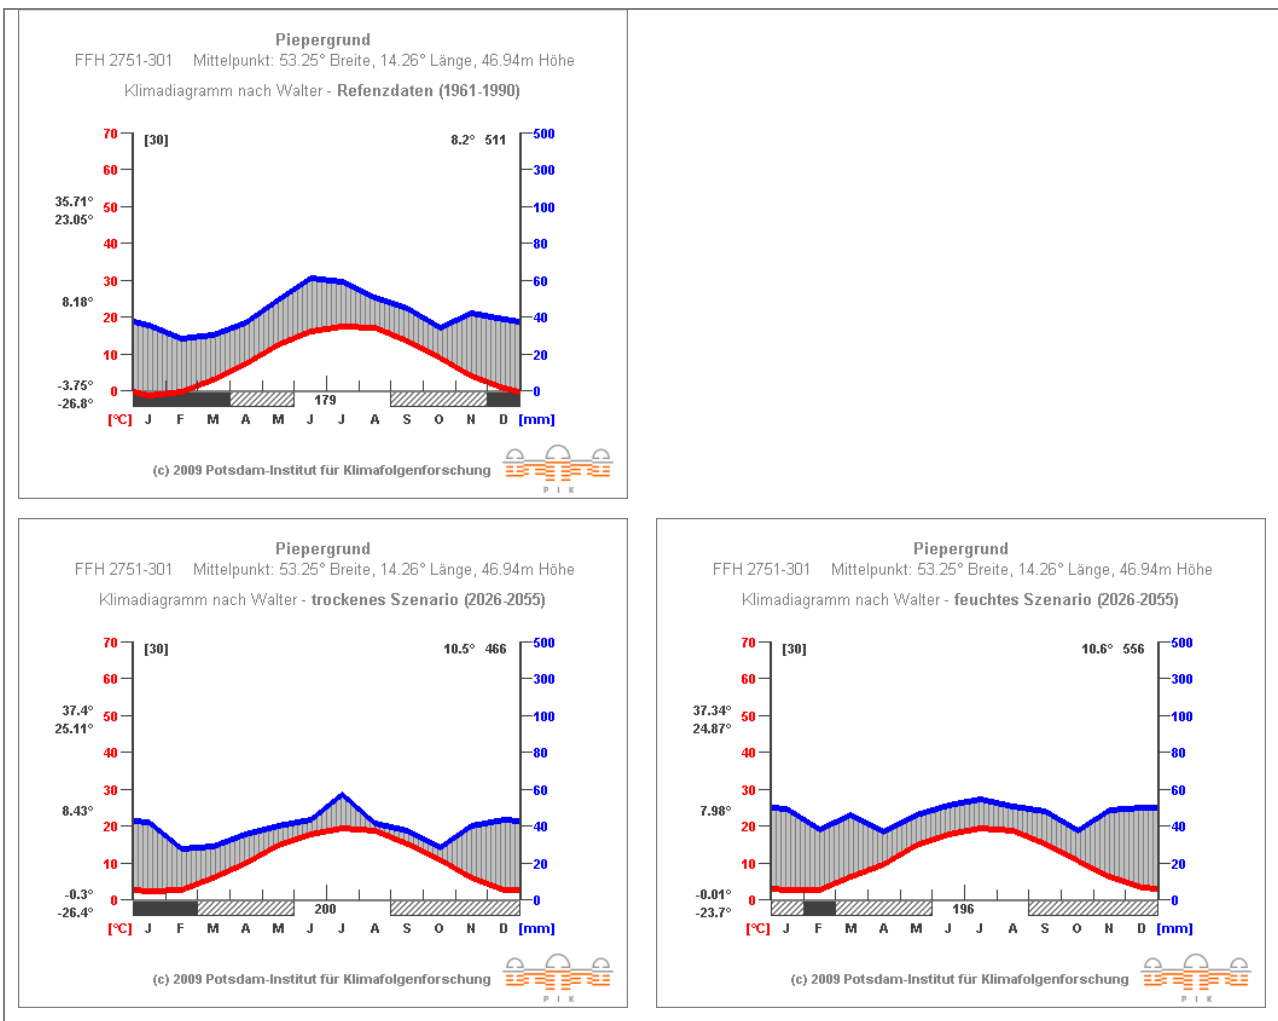 Piepergrund
FFH 2751-301 Mittelpunkt: 53.25° Breite, 14.26° Länge, 46.94m Höhe
Klimadiagramm nach Walter - Refenzdaten (1961-1990)
70 [30] 8.2° 511 500
60 300
35.71°
50 100
23.05°
40 80
30 60
8.18°
20 40
10 20
-3.75°
0 0
-26.8°
179
[°C] J F M A M J J A S O N D [mm]
(c) 2009 Potsdam-Institut für Klimafolgenforschung
P I K
Piepergrund
FFH 2751-301 Mittelpunkt: 53.25° Breite, 14.26° Länge, 46.94m Höhe
Klimadiagramm nach Walter - trockenes Szenario (2026-2055)
70 [30] 10.5° 466 500
60 300
37.4°
50 100
25.11°
40 80
30 60
8.43°
20 40
10 20
-0.3°
0 0
-26.4°
200
[°C] J F M A M J J A S O N D [mm]
(c) 2009 Potsdam-Institut für Klimafolgenforschung
P I K
Piepergrund
FFH 2751-301 Mittelpunkt: 53.25° Breite, 14.26° Länge, 46.94m Höhe
Klimadiagramm nach Walter - feuchtes Szenario (2026-2055)
70 [30] 10.6° 556 500
60 300
37.34°
50 100
24.87°
40 80
30 60
7.98°
20 40
10 20
-0.01°
0 0
-23.7°
196
[°C] J F M A M J J A S O N D [mm]
(c) 2009 Potsdam-Institut für Klimafolgenforschung
P I K